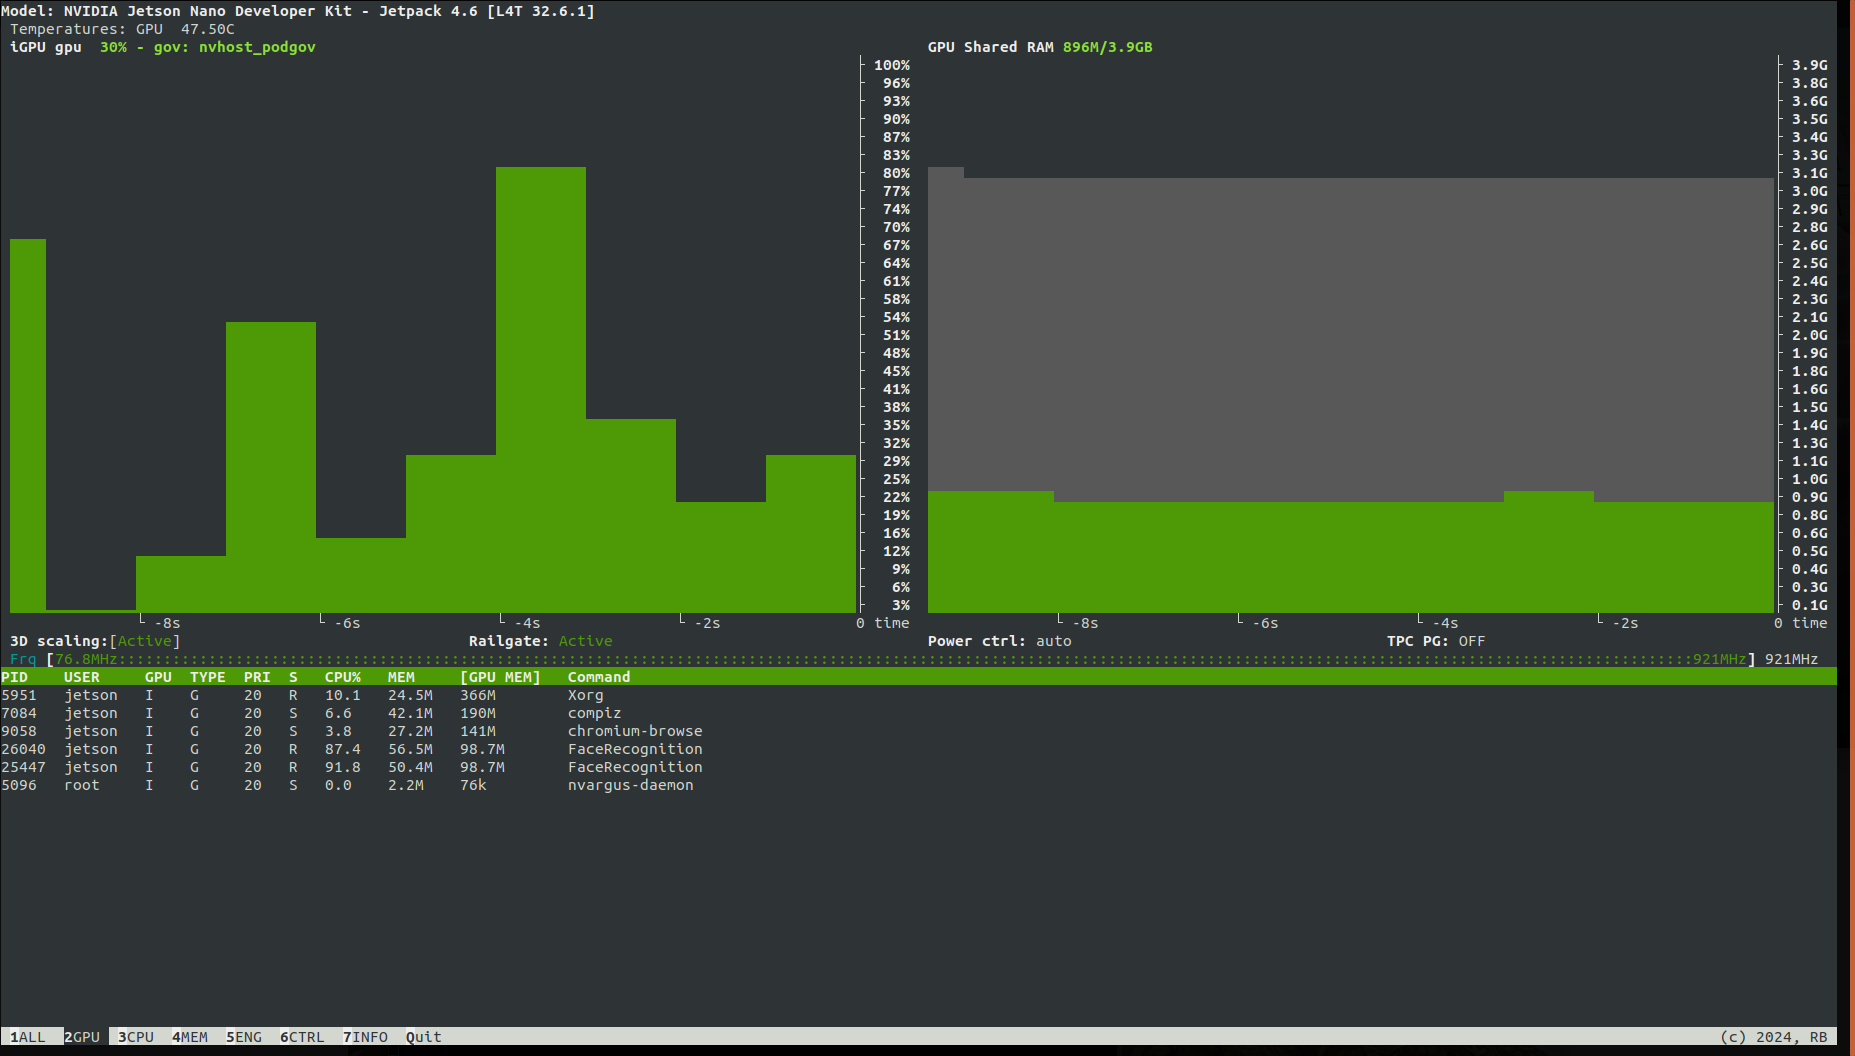 Model: NVIDIA Jetson Nano Developer Kit - Jetpack 4.6 [L4T 32.6.1]
Temperatures: GPU 47.50C
iGPU gpu 30% - gov: nvhost_podgov
GPU Shared RAM 896M/3.9GB
100%
96%
93%
90%
87%
83%
80%
77%
74%
70%
67%
64%
61%
58%
54%
51%
48%
45%
41%
38%
35%
32%
29%
25%
22%
19%
16%
12%
9%
6%
3%
-8s -6s -4s -2s 0 time
3.9G
3.8G
3.6G
3.5G
3.4G
3.3G
3.1G
3.0G
2.9G
2.8G
2.6G
2.5G
2.4G
2.3G
2.1G
2.0G
1.9G
1.8G
1.6G
1.5G
1.4G
1.3G
1.1G
1.0G
0.9G
0.8G
0.6G
0.5G
0.4G
0.3G
0.1G
-8s -6s -4s -2s 0 time
3D scaling:[Active] Railgate: Active Power ctrl: auto TPC PG: OFF
Frq [76.8MHz 921MHz] 921MHz
PID USER GPU TYPE PRI S CPU% MEM [GPU MEM] Command
5951 jetson I G 20 R 10.1 24.5M 366M Xorg
7084 jetson I G 20 S 6.6 42.1M 190M compiz
9058 jetson I G 20 S 3.8 27.2M 141M chromium-browse
26040 jetson I G 20 R 87.4 56.5M 98.7M FaceRecognition
25447 jetson I G 20 R 91.8 50.4M 98.7M FaceRecognition
5096 root I G 20 S 0.0 2.2M 76k nvargus-daemon
1ALL 2GPU 3CPU 4MEM 5ENG 6CTRL 7INFO Quit (c) 2024, RB